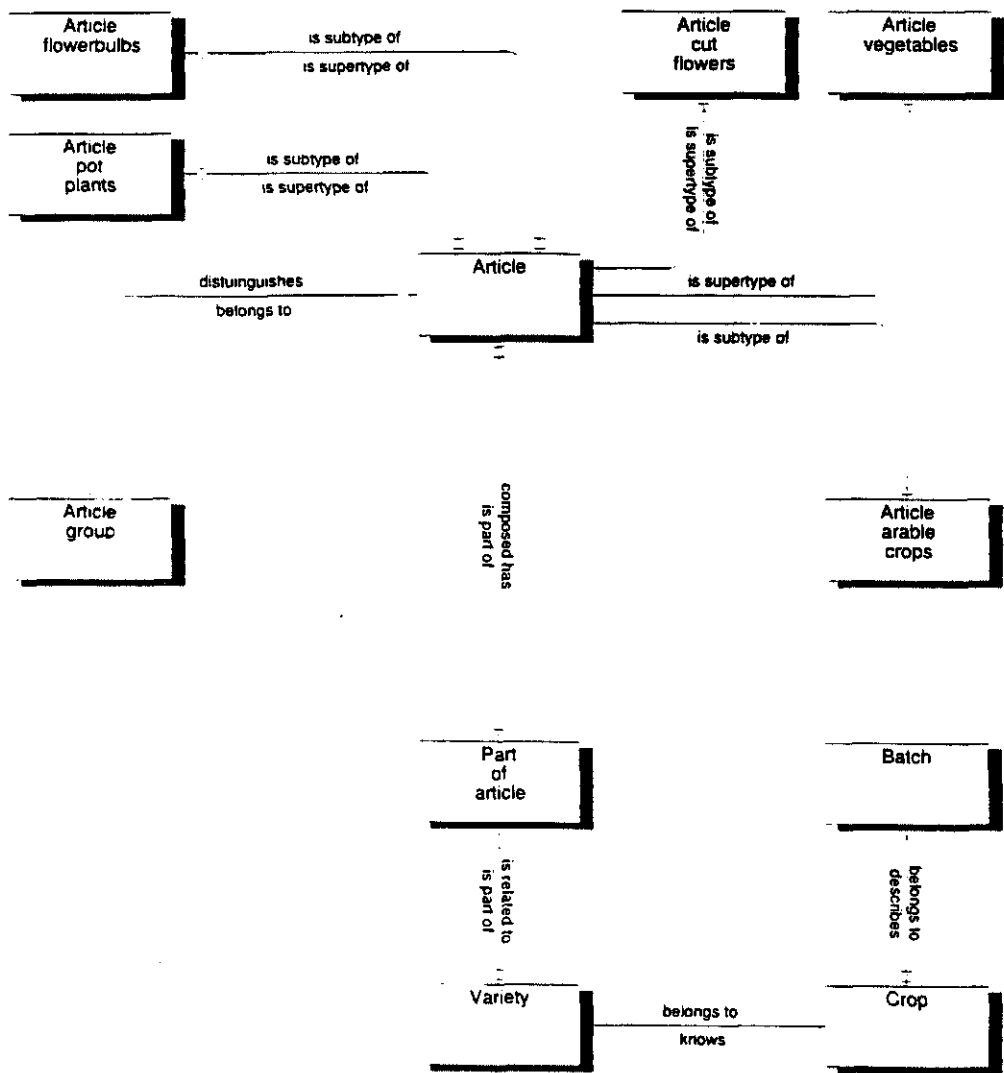 Article
flowerbulbs
is subtype of
is supertype of
Article
cut
flowers
Article
vegetables
Article
pot
plants
is subtype of
is supertype of
is subtype of
is supertype of
distuinguishes
belongs to
Article
is supertype of
is subtype of
Article
group
composed has
is part of
Article
arable
crops
Part
of
article
Batch
is related to
is part of
belongs to
describes
Variety
belongs to
knows
Crop